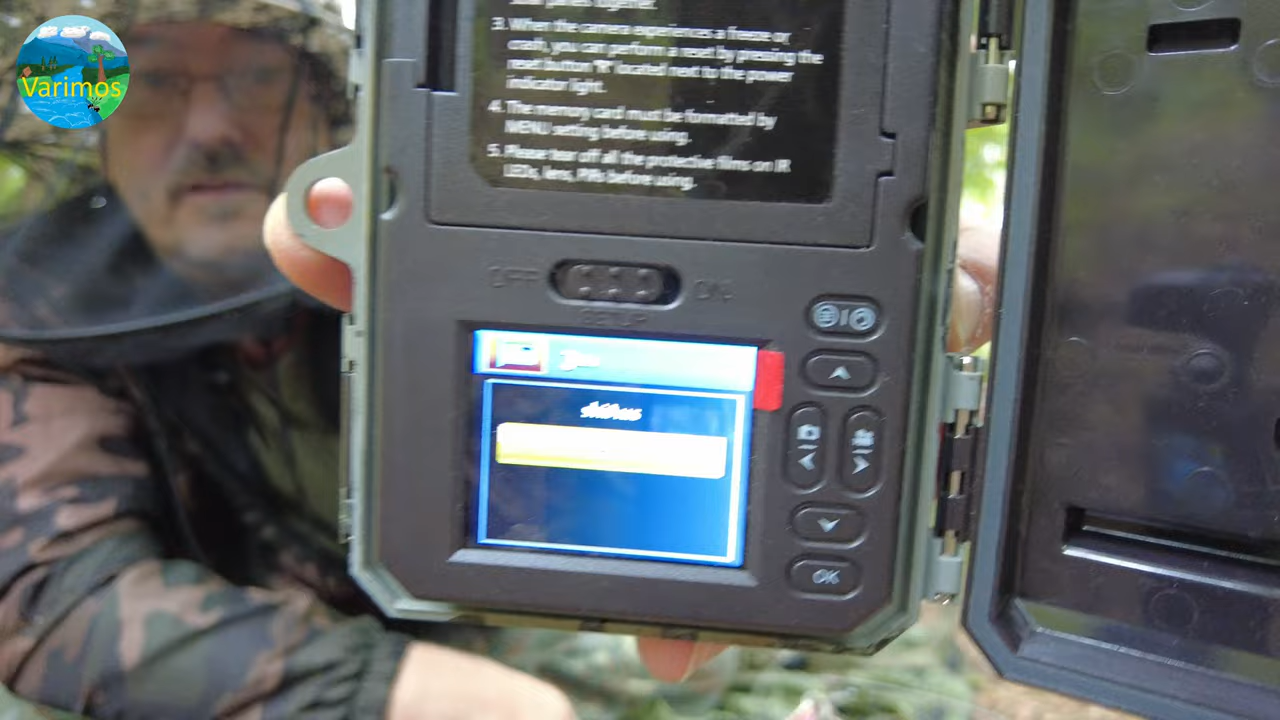 Varimos
3. When the camera experiences a freeze or
crash, you can perform a reset by pressing the
reset button "R" located next to the power
indicator light.
4. The memory card must be formatted by
MENU setting before using.
5. Please tear off all the protective films on IR
LEDs, lens, PIRs before using.
OFF
ON
SETUP
OK